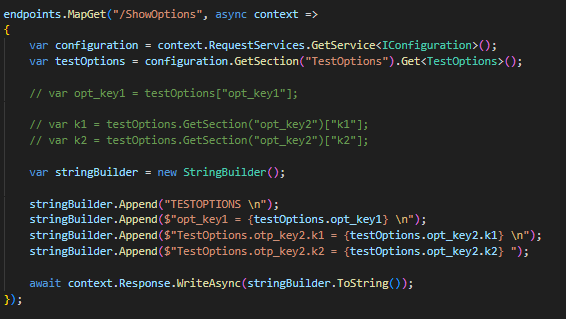 endpoints.MapGet("/ShowOptions", async context =>
{
    var configuration = context.RequestServices.GetService<IConfiguration>();
    var testOptions = configuration.GetSection("TestOptions").Get<TestOptions>();

    // var opt_key1 = testOptions["opt_key1"];

    // var k1 = testOptions.GetSection("opt_key2")["k1"];
    // var k2 = testOptions.GetSection("opt_key2")["k2"];

    var stringBuilder = new StringBuilder();

    stringBuilder.Append("TESTOPTIONS \n");
    stringBuilder.Append($"opt_key1 = {testOptions.opt_key1} \n");
    stringBuilder.Append($"TestOptions.otp_key2.k1 = {testOptions.opt_key2.k1} \n");
    stringBuilder.Append($"TestOptions.otp_key2.k2 = {testOptions.opt_key2.k2} ");

    await context.Response.WriteAsync(stringBuilder.ToString());
});